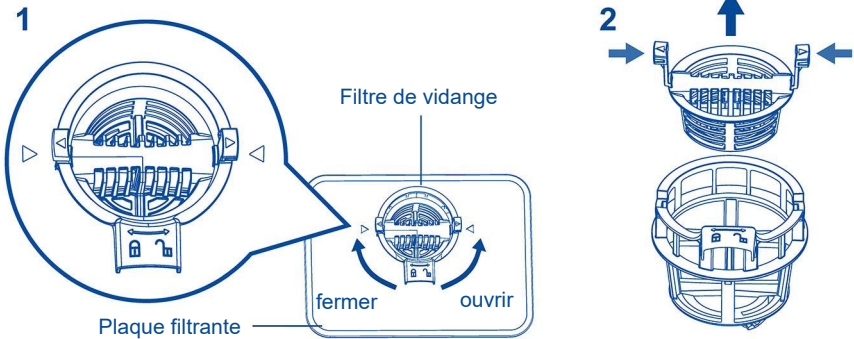 1
2
Filtre de vidange
fermer
ouvrir
Plaque filtrante